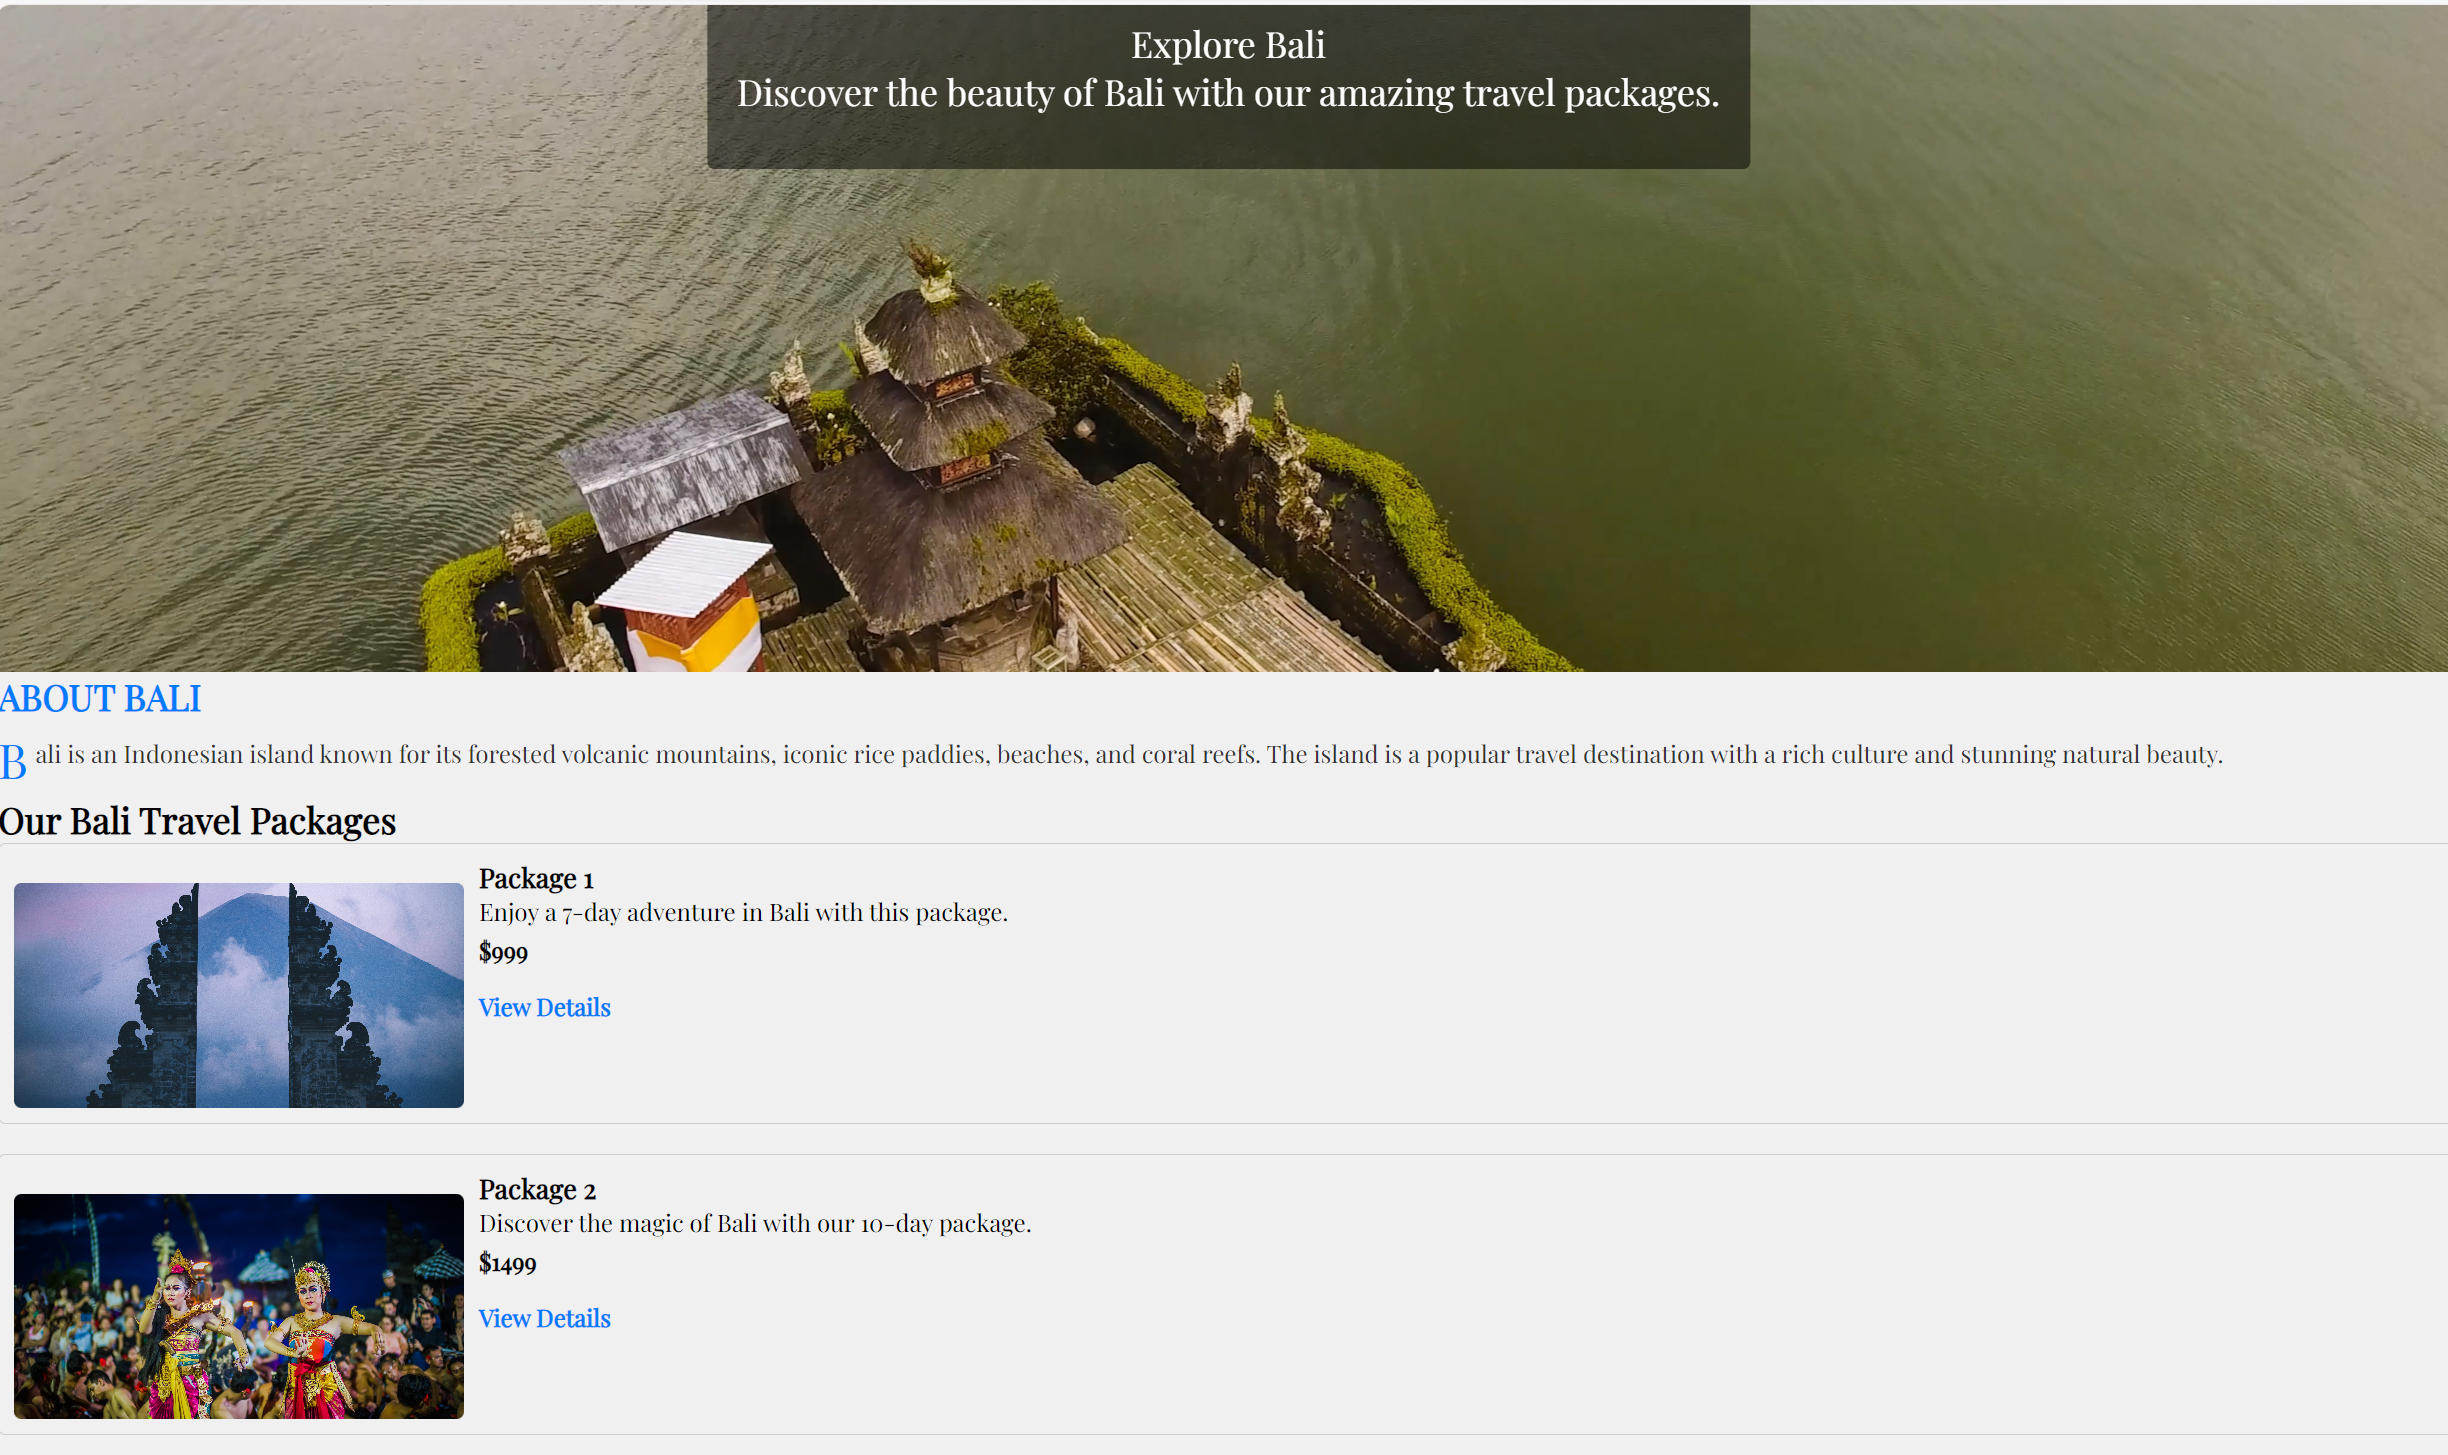 Explore Bali
Discover the beauty of Bali with our amazing travel packages.
ABOUT BALI
Bali is an Indonesian island known for its forested volcanic mountains, iconic rice paddies, beaches, and coral reefs. The island is a popular travel destination with a rich culture and stunning natural beauty.
Our Bali Travel Packages
Package 1
Enjoy a 7-day adventure in Bali with this package.
$999
View Details
Package 2
Discover the magic of Bali with our 10-day package.
$1499
View Details